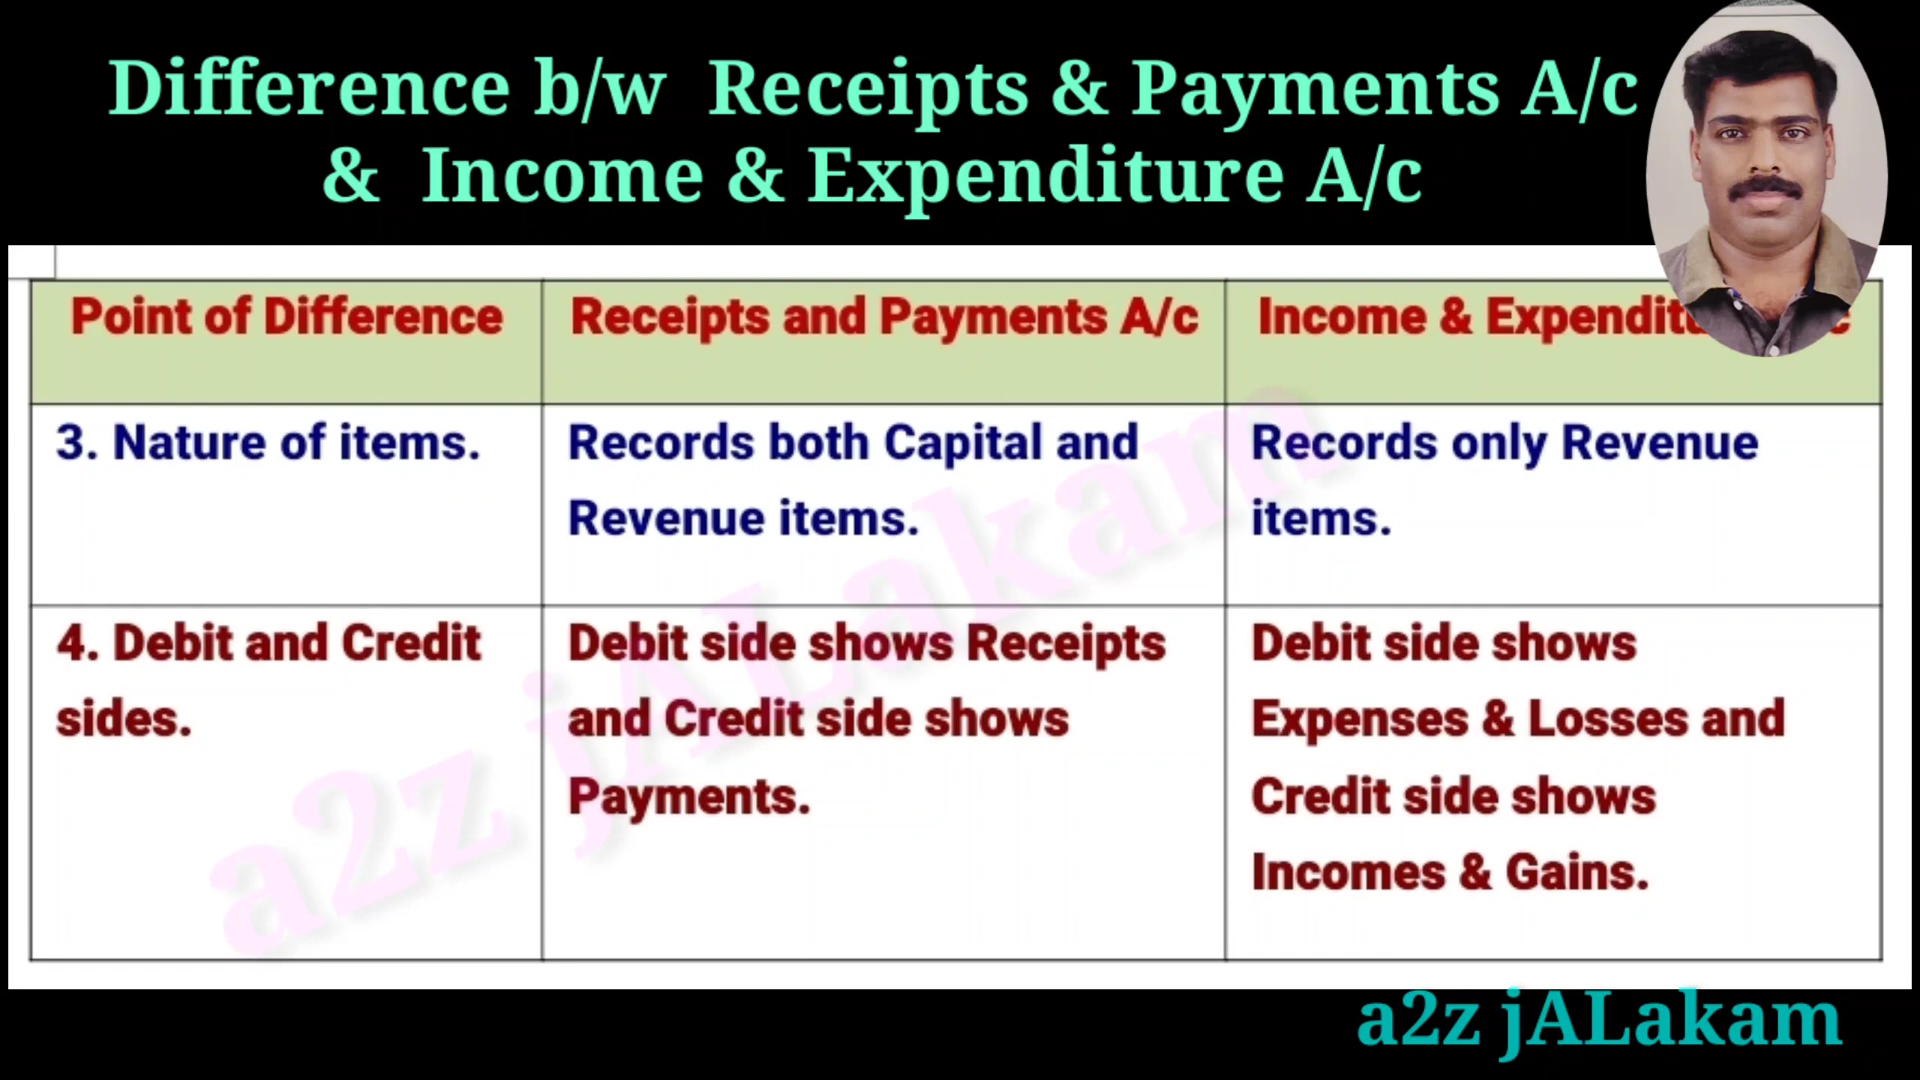 Difference b/w Receipts & Payments A/c
& Income & Expenditure A/c
Point of Difference
Receipts and Payments A/c
Income & Expendit
3. Nature of items.
Records both Capital and
Revenue items.
Records only Revenue
items.
4. Debit and Credit
sides.
Debit side shows Receipts
and Credit side shows
Payments.
Debit side shows
Expenses & Losses and
Credit side shows
Incomes & Gains.
a2z jALakam
a2z jALakam